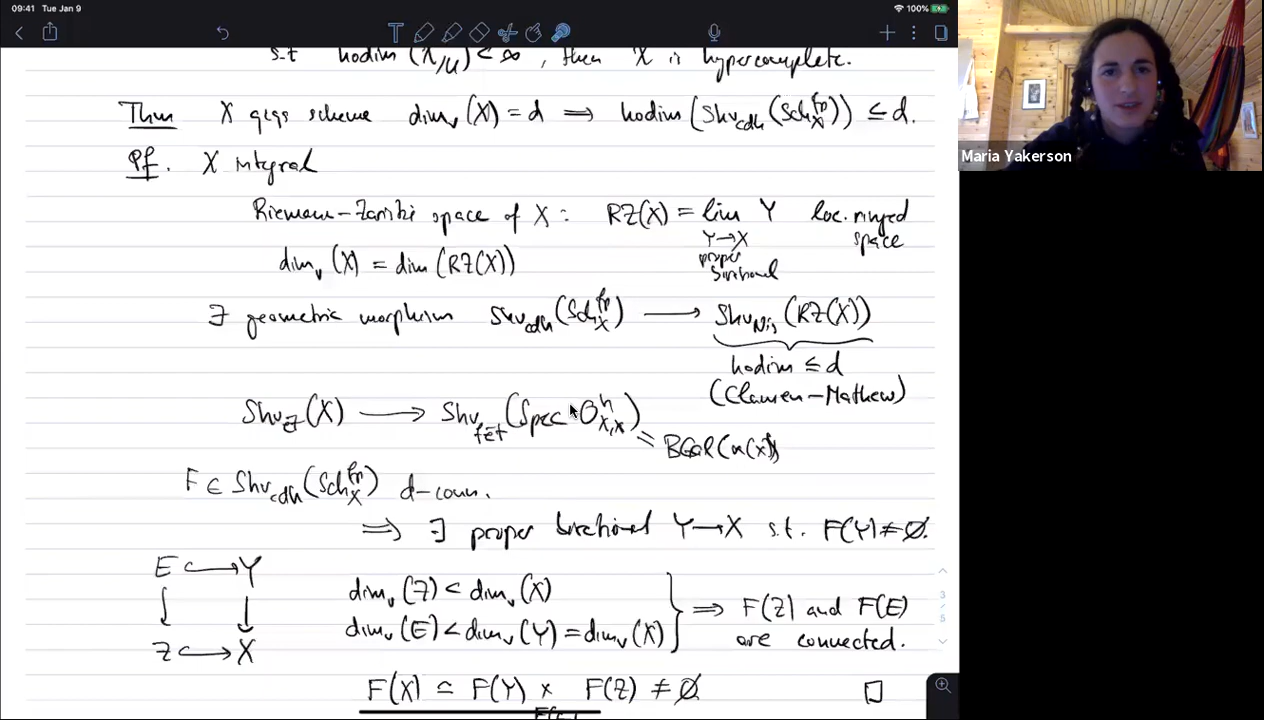 09:41 Tue Jan 9
100%
s.t hodim (X/U) < ∞, then X is hypercomplete.
Thm X qcqs scheme dim_v(X) = d ⟹ hodim(Shv_cdh(Sch_X^fp)) ≤ d.
Pf. X integral
Riemann-Zariski space of X: RZ(X) = lim Y loc. ringed
Y→X space
proper
birational
dim_v(X) = dim(RZ(X))
∃ geometric morphism Shv_cdh(Sch_X^fp) ⟶ Shv_Nis(RZ(X))
hodim ≤ d
(Clausen-Mathew)
Shv_Z(X) ⟶ Shv_fét(Spec O^h_X,x)
= BGal(κ(x))
F ∈ Shv_cdh(Sch_X^fp) d-conn.
⟹ ∃ proper birational Y→X s.t. F(Y) ≠ ∅.
E ↪ Y
↓ ↓
Z ↪ X
dim_v(Z) < dim_v(X)
dim_v(E) < dim_v(Y) = dim_v(X)
⟹ F(Z) and F(E)
are connected.
F(X) ≃ F(Y) × F(Z) ≠ ∅ □
F(E)
3
/
5
Maria Yakerson